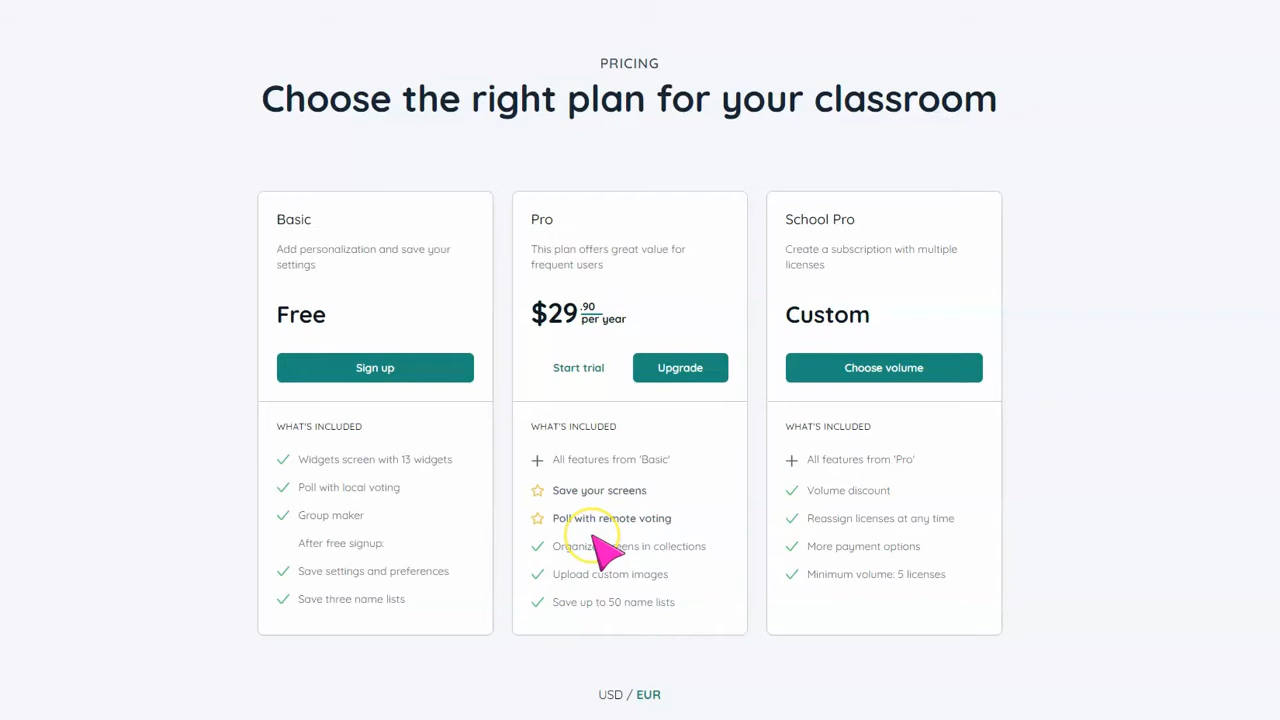 PRICING
Choose the right plan for your classroom
Basic
Add personalization and save your
settings
Free
Sign up
WHAT'S INCLUDED
Widgets screen with 13 widgets
Poll with local voting
Group maker
After free signup:
Save settings and preferences
Save three name lists
Pro
This plan offers great value for
frequent users
$29.90
per year
Start trial
Upgrade
WHAT'S INCLUDED
All features from 'Basic'
Save your screens
Poll with remote voting
Organize screens in collections
Upload custom images
Save up to 50 name lists
School Pro
Create a subscription with multiple
licenses
Custom
Choose volume
WHAT'S INCLUDED
All features from 'Pro'
Volume discount
Reassign licenses at any time
More payment options
Minimum volume: 5 licenses
USD / EUR